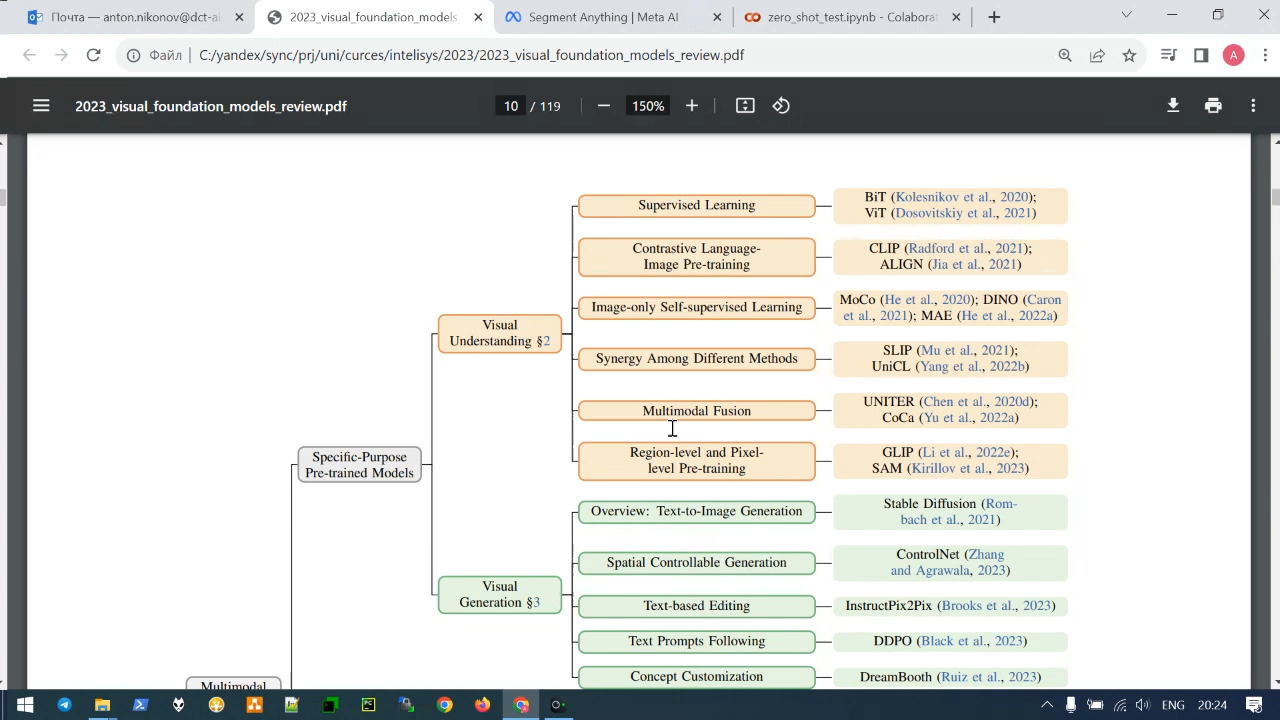 Почта — anton.nikonov@dct-ai
2023_visual_foundation_models
Segment Anything | Meta AI
zero_shot_test.ipynb - Colaborat
Файл
C:/yandex/sync/prj/uni/curces/intelisys/2023/2023_visual_foundation_models_review.pdf
A
2023_visual_foundation_models_review.pdf
10 / 119
150%
Supervised Learning
BiT (Kolesnikov et al., 2020);
ViT (Dosovitskiy et al., 2021)
Contrastive Language-
Image Pre-training
CLIP (Radford et al., 2021);
ALIGN (Jia et al., 2021)
Image-only Self-supervised Learning
MoCo (He et al., 2020); DINO (Caron
et al., 2021); MAE (He et al., 2022a)
Visual
Understanding §2
Synergy Among Different Methods
SLIP (Mu et al., 2021);
UniCL (Yang et al., 2022b)
Multimodal Fusion
UNITER (Chen et al., 2020d);
CoCa (Yu et al., 2022a)
Specific-Purpose
Pre-trained Models
Region-level and Pixel-
level Pre-training
GLIP (Li et al., 2022e);
SAM (Kirillov et al., 2023)
Overview: Text-to-Image Generation
Stable Diffusion (Rom-
bach et al., 2021)
Spatial Controllable Generation
ControlNet (Zhang
and Agrawala, 2023)
Visual
Generation §3
Text-based Editing
InstructPix2Pix (Brooks et al., 2023)
Text Prompts Following
DDPO (Black et al., 2023)
Concept Customization
DreamBooth (Ruiz et al., 2023)
Multimodal
ENG
20:24